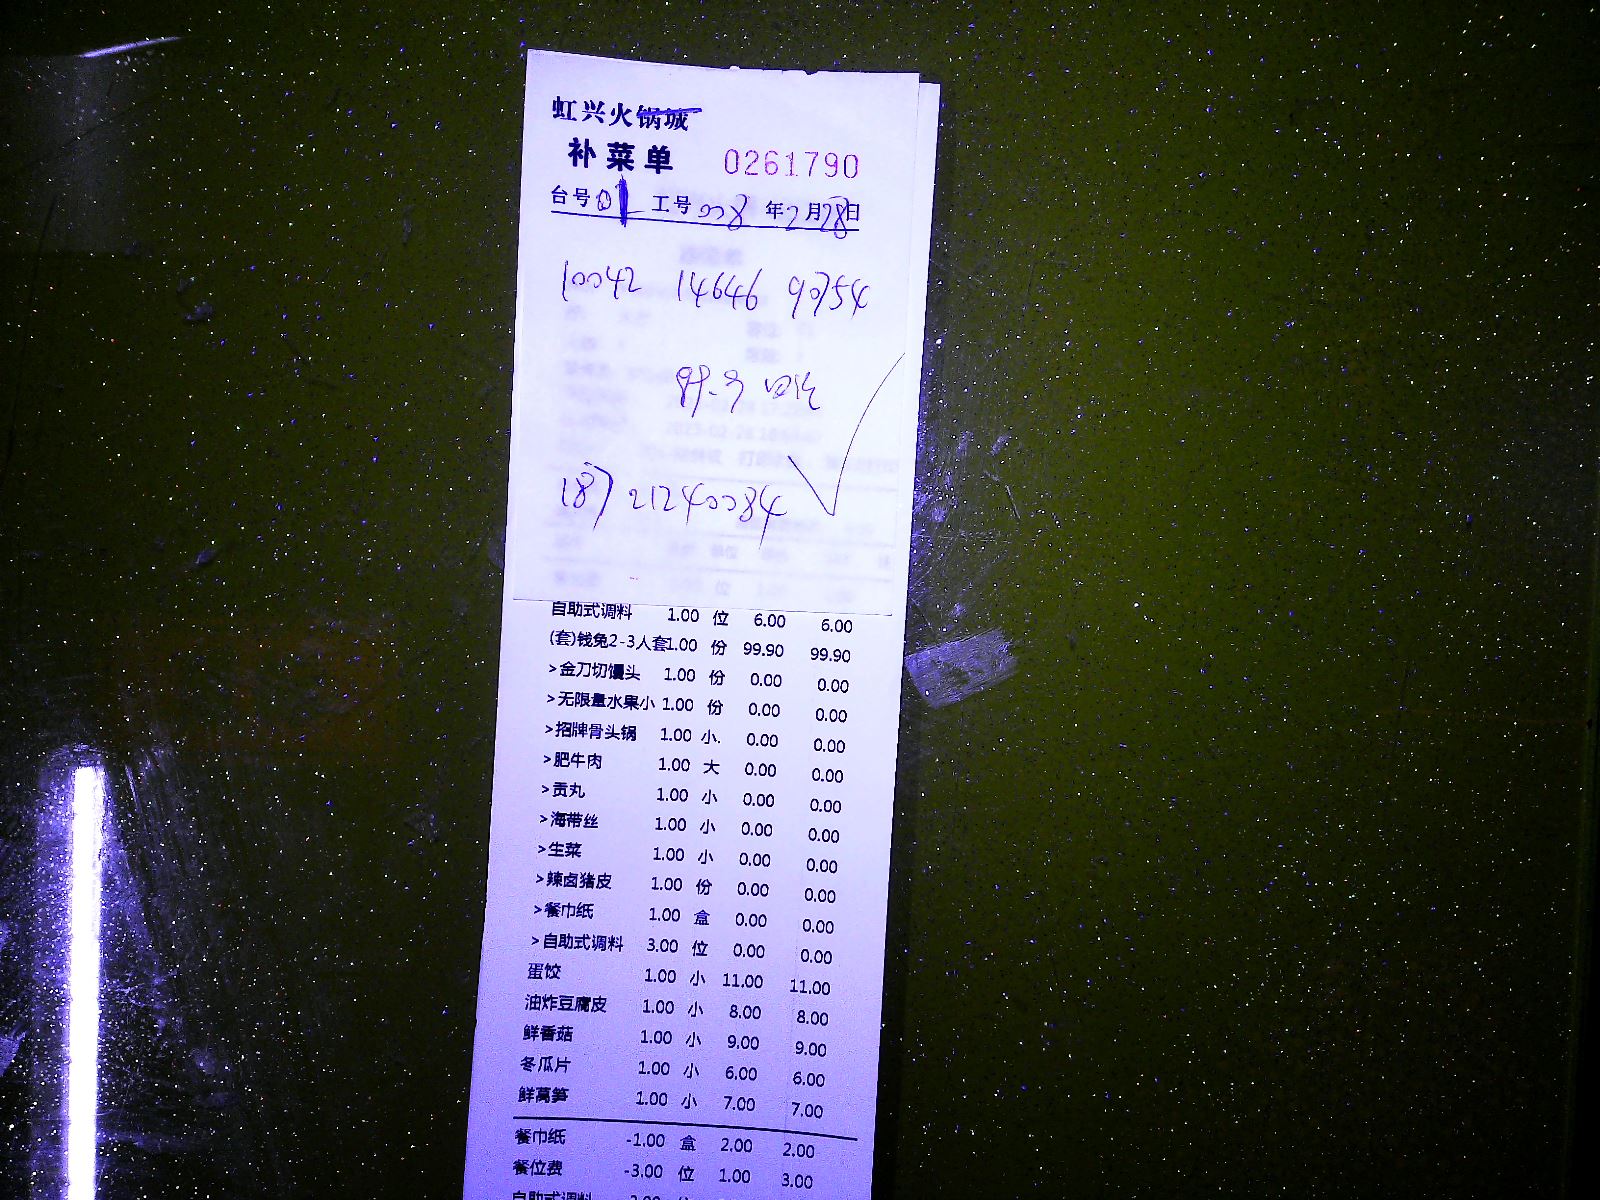 虹兴火锅城
补菜单 0261790
台号01 工号008 年2月28日
10042 14646 90754
99.9
187 21240084
自助式调料 1.00 位 6.00 6.00
(套)钱兔2-3人套1.00 份 99.90 99.90
>金刀切馒头 1.00 份 0.00 0.00
>无限量水果小 1.00 份 0.00 0.00
>招牌骨头锅 1.00 小. 0.00 0.00
>肥牛肉 1.00 大 0.00 0.00
>贡丸 1.00 小 0.00 0.00
>海带丝 1.00 小 0.00 0.00
>生菜 1.00 小 0.00 0.00
>辣卤猪皮 1.00 份 0.00 0.00
>餐巾纸 1.00 盒 0.00 0.00
>自助式调料 3.00 位 0.00 0.00
蛋饺 1.00 小 11.00 11.00
油炸豆腐皮 1.00 小 8.00 8.00
鲜香菇 1.00 小 9.00 9.00
冬瓜片 1.00 小 6.00 6.00
鲜莴笋 1.00 小 7.00 7.00
餐巾纸 -1.00 盒 2.00 2.00
餐位费 -3.00 位 1.00 3.00
自助式调料